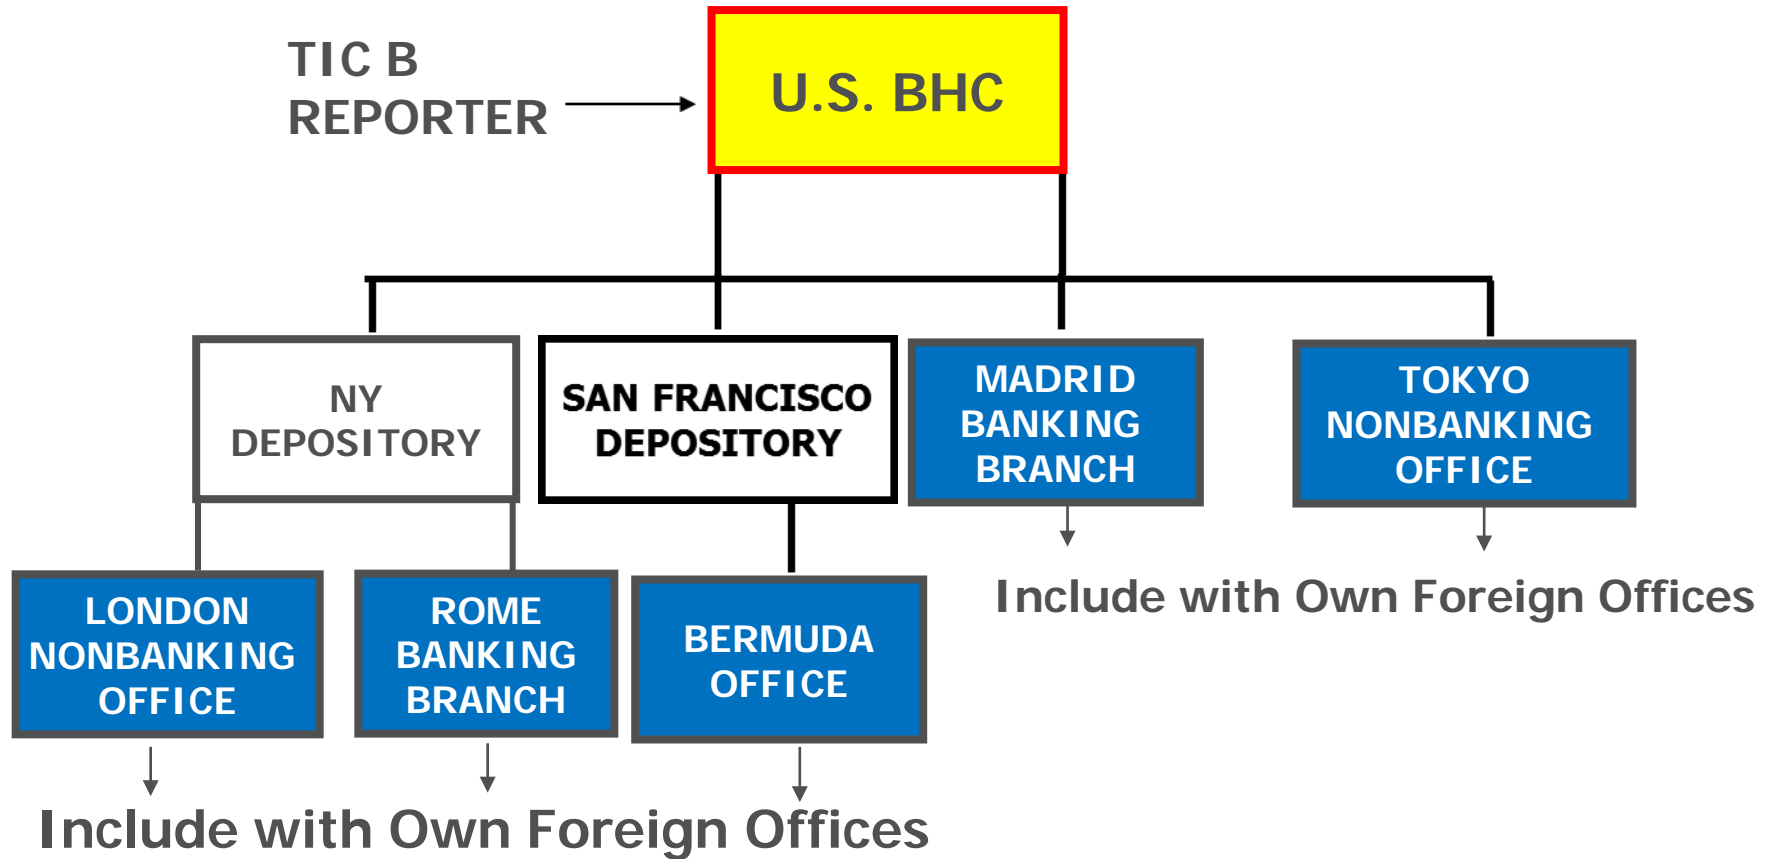 TIC B
REPORTER
U.S. BHC
NY
DEPOSITORY
SAN FRANCISCO
DEPOSITORY
MADRID
BANKING
BRANCH
TOKYO
NONBANKING
OFFICE
LONDON
NONBANKING
OFFICE
ROME
BANKING
BRANCH
BERMUDA
OFFICE
Include with Own Foreign Offices
Include with Own Foreign Offices